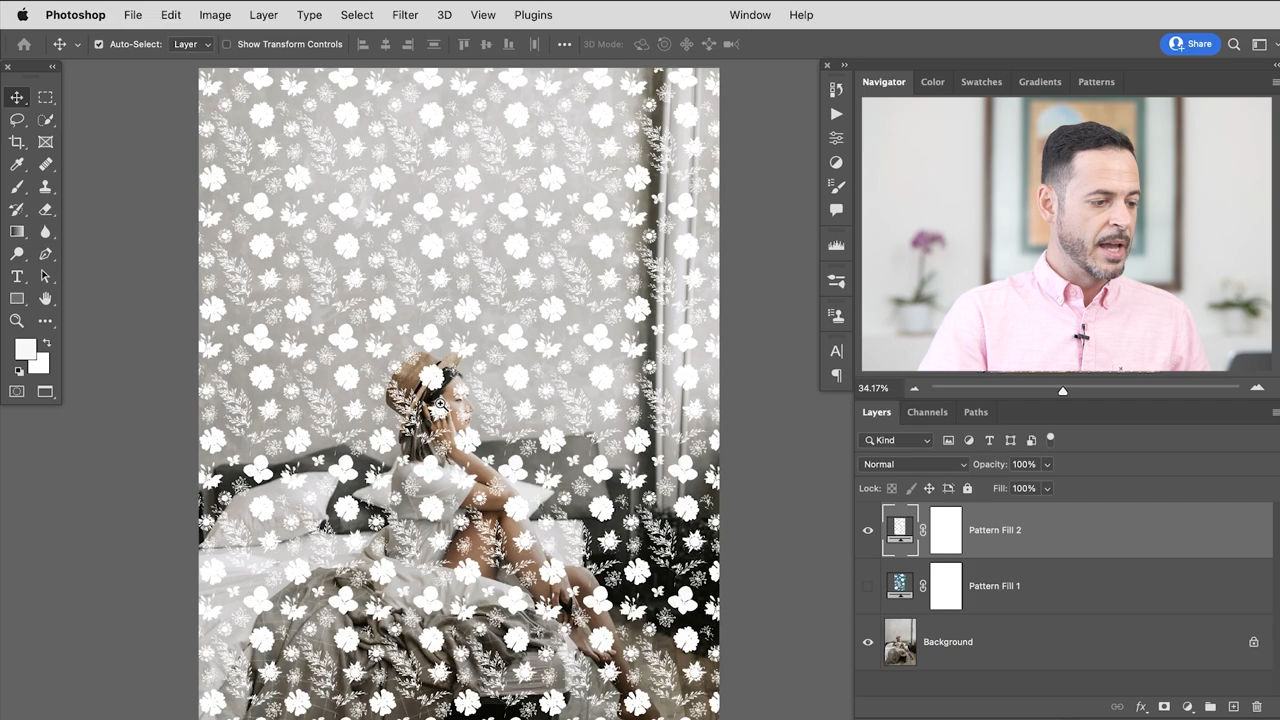 Photoshop File Edit Image Layer Type Select Filter 3D View Plugins Window Help
Auto-Select: Layer Show Transform Controls 3D Mode: Share
Navigator Color Swatches Gradients Patterns
34.17%
Layers Channels Paths
Kind
Normal Opacity: 100%
Lock: Fill: 100%
Pattern Fill 2
Pattern Fill 1
Background